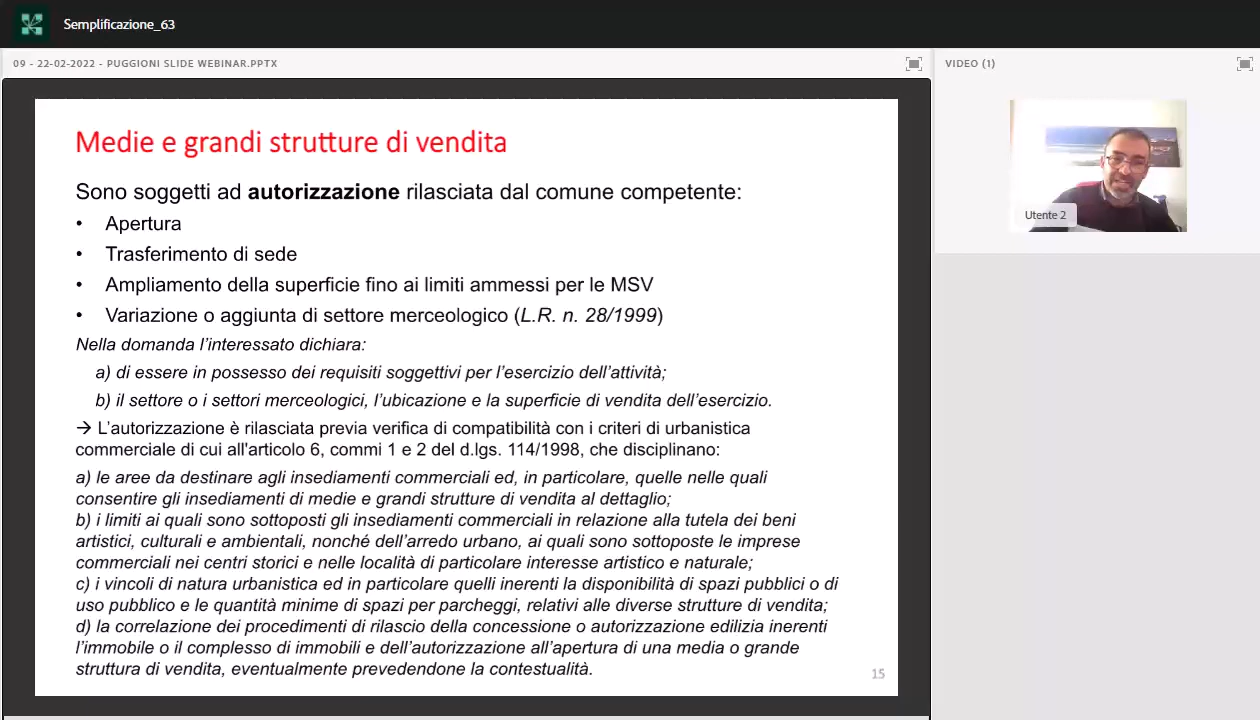 Semplificazione_63
09 - 22-02-2022 - PUGGIONI SLIDE WEBINAR.PPTX
VIDEO (1)
Medie e grandi strutture di vendita
Sono soggetti ad autorizzazione rilasciata dal comune competente:
• Apertura
• Trasferimento di sede
• Ampliamento della superficie fino ai limiti ammessi per le MSV
• Variazione o aggiunta di settore merceologico (L.R. n. 28/1999)
Nella domanda l'interessato dichiara:
a) di essere in possesso dei requisiti soggettivi per l'esercizio dell'attività;
b) il settore o i settori merceologici, l'ubicazione e la superficie di vendita dell'esercizio.
→ L'autorizzazione è rilasciata previa verifica di compatibilità con i criteri di urbanistica
commerciale di cui all'articolo 6, commi 1 e 2 del d.lgs. 114/1998, che disciplinano:
a) le aree da destinare agli insediamenti commerciali ed, in particolare, quelle nelle quali
consentire gli insediamenti di medie e grandi strutture di vendita al dettaglio;
b) i limiti ai quali sono sottoposti gli insediamenti commerciali in relazione alla tutela dei beni
artistici, culturali e ambientali, nonché dell'arredo urbano, ai quali sono sottoposte le imprese
commerciali nei centri storici e nelle località di particolare interesse artistico e naturale;
c) i vincoli di natura urbanistica ed in particolare quelli inerenti la disponibilità di spazi pubblici o di
uso pubblico e le quantità minime di spazi per parcheggi, relativi alle diverse strutture di vendita;
d) la correlazione dei procedimenti di rilascio della concessione o autorizzazione edilizia inerenti
l'immobile o il complesso di immobili e dell'autorizzazione all'apertura di una media o grande
struttura di vendita, eventualmente prevedendone la contestualità.
15
Utente 2